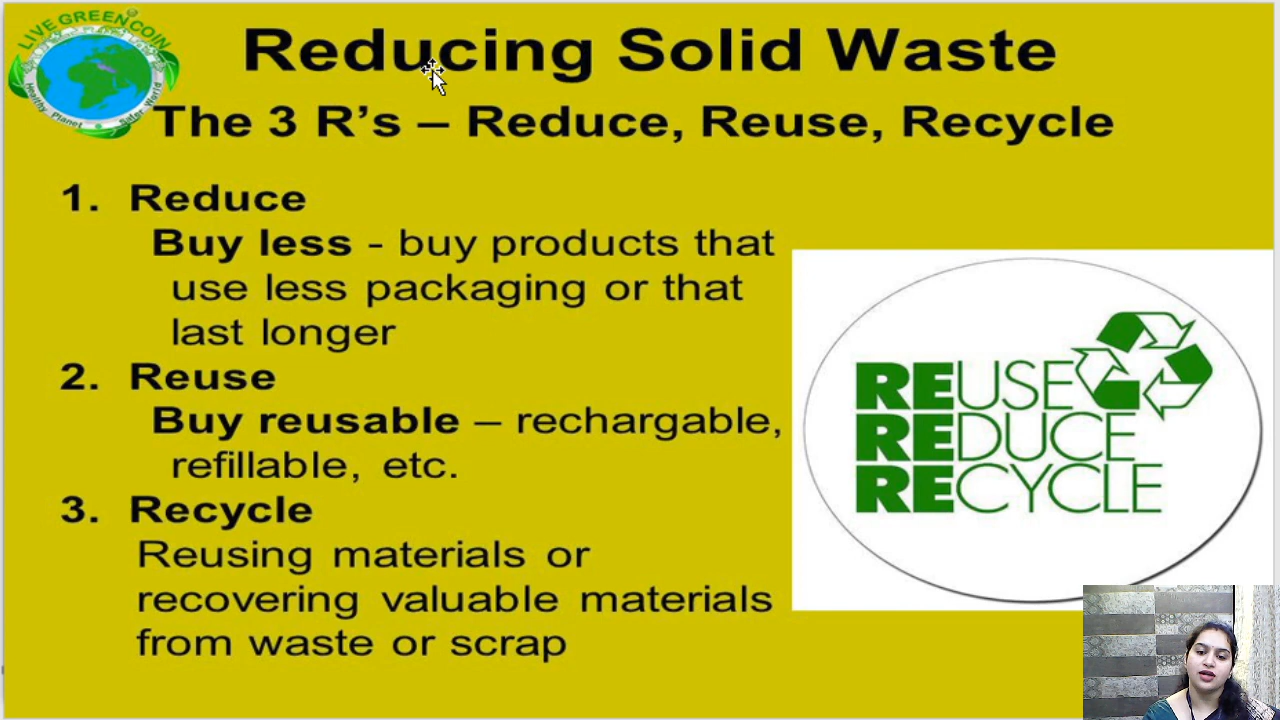 LIVE GREEN COIN
Healthy Planet Safer World
Reducing Solid Waste
The 3 R’s – Reduce, Reuse, Recycle
1. Reduce
Buy less - buy products that
use less packaging or that
last longer
2. Reuse
Buy reusable – rechargable,
refillable, etc.
3. Recycle
Reusing materials or
recovering valuable materials
from waste or scrap
REUSE
REDUCE
RECYCLE